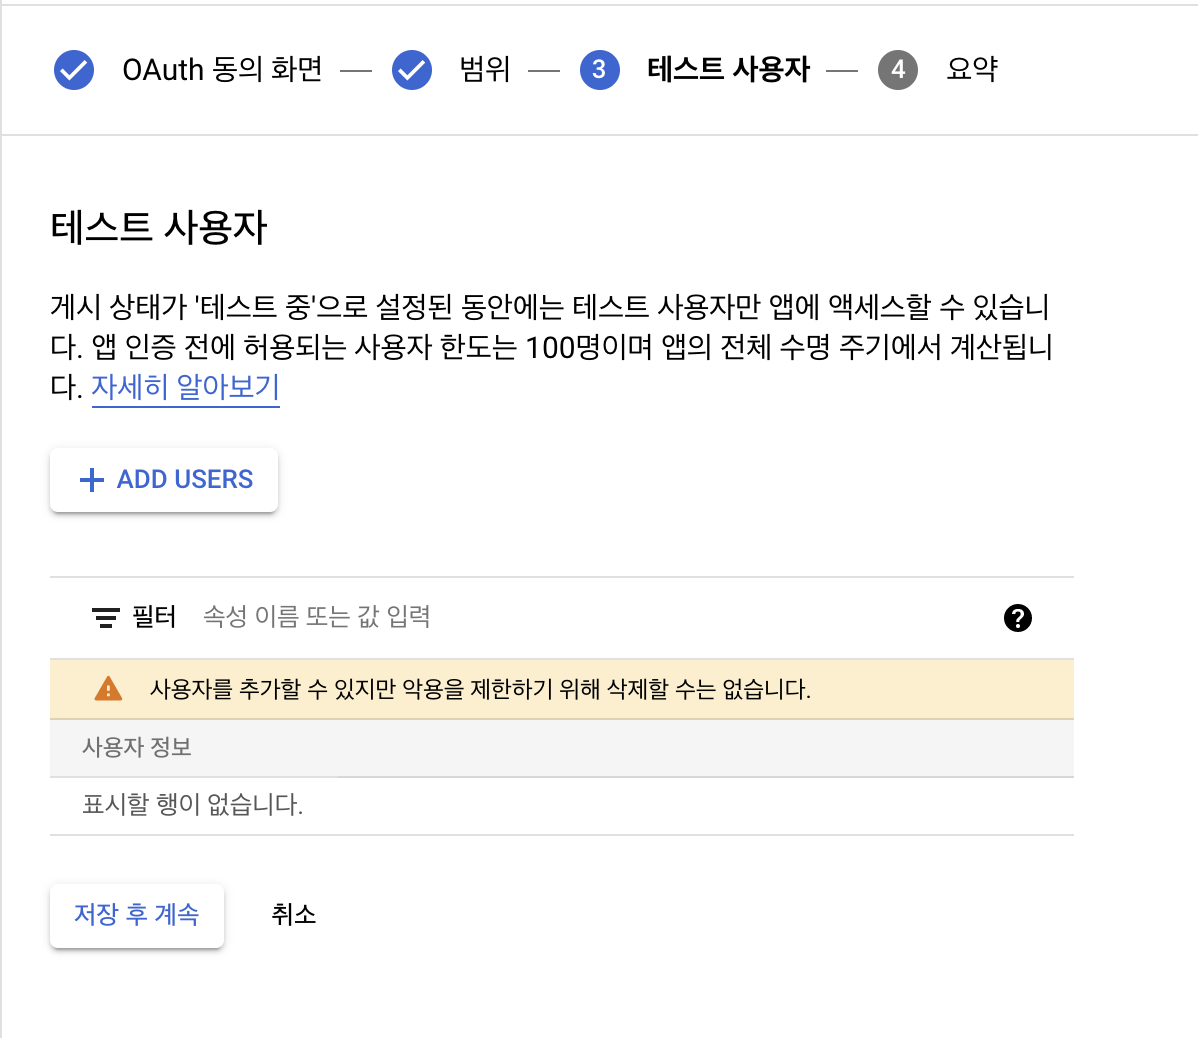 OAuth 동의 화면 — 범위 — 3 테스트 사용자 — 4 요약
테스트 사용자
게시 상태가 '테스트 중'으로 설정된 동안에는 테스트 사용자만 앱에 액세스할 수 있습니
다. 앱 인증 전에 허용되는 사용자 한도는 100명이며 앱의 전체 수명 주기에서 계산됩니
다. 자세히 알아보기
+ ADD USERS
필터 속성 이름 또는 값 입력 ?
사용자를 추가할 수 있지만 악용을 제한하기 위해 삭제할 수는 없습니다.
사용자 정보
표시할 행이 없습니다.
저장 후 계속 취소